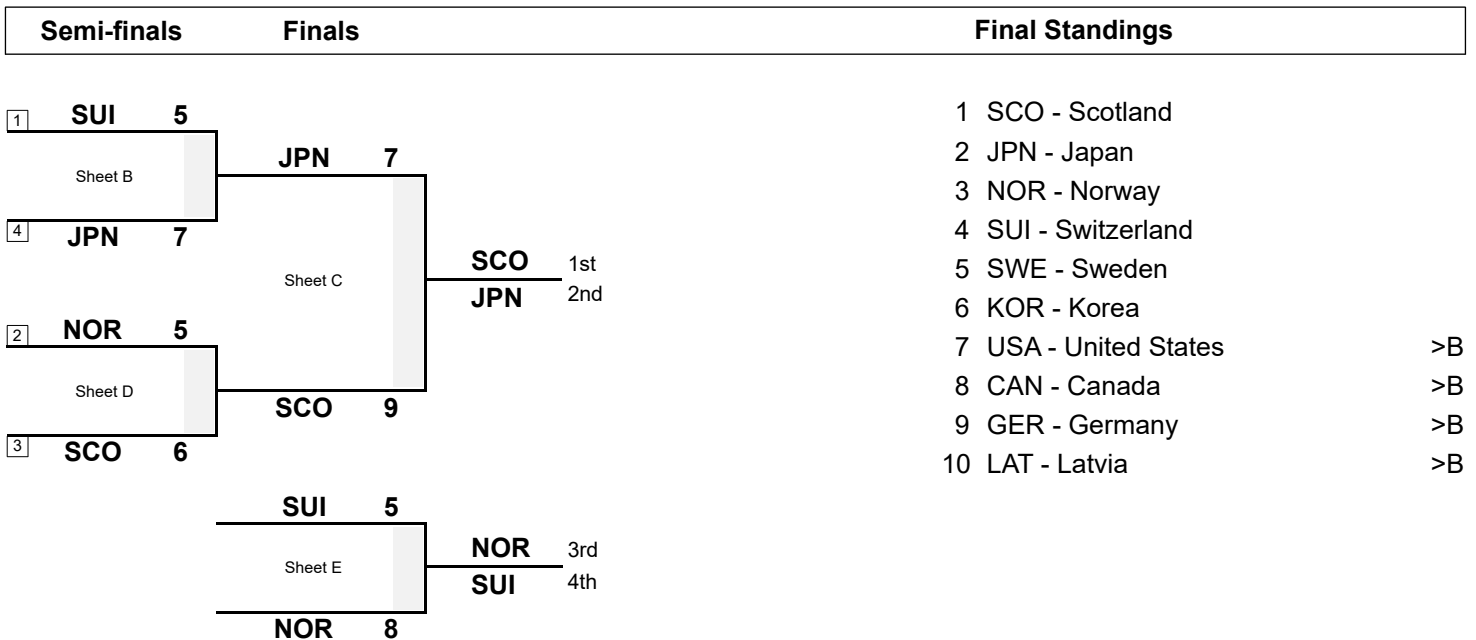 Semi-finals Finals Final Standings
1 SUI 5
Sheet B
4 JPN 7
JPN 7
Sheet C
SCO 9
2 NOR 5
Sheet D
3 SCO 6
SCO 1st
JPN 2nd
SUI 5
Sheet E
NOR 8
NOR 3rd
SUI 4th
1 SCO - Scotland
2 JPN - Japan
3 NOR - Norway
4 SUI - Switzerland
5 SWE - Sweden
6 KOR - Korea
7 USA - United States >B
8 CAN - Canada >B
9 GER - Germany >B
10 LAT - Latvia >B